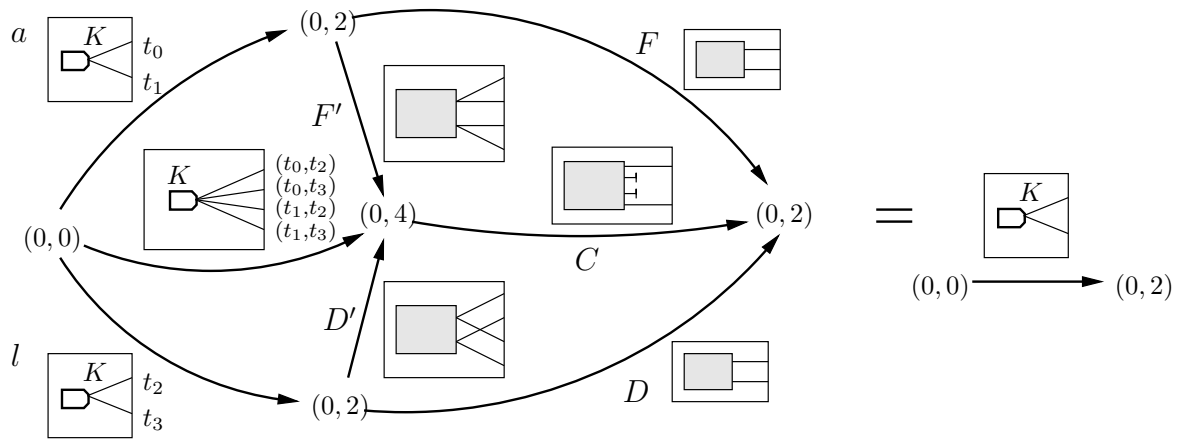 a
K
t₀
t₁
(0, 2)
F
F′
K
(t₀,t₂)
(t₀,t₃)
(t₁,t₂)
(t₁,t₃)
(0, 0)
(0, 4)
C
(0, 2)
=
K
(0, 0)
(0, 2)
D′
l
K
t₂
t₃
(0, 2)
D